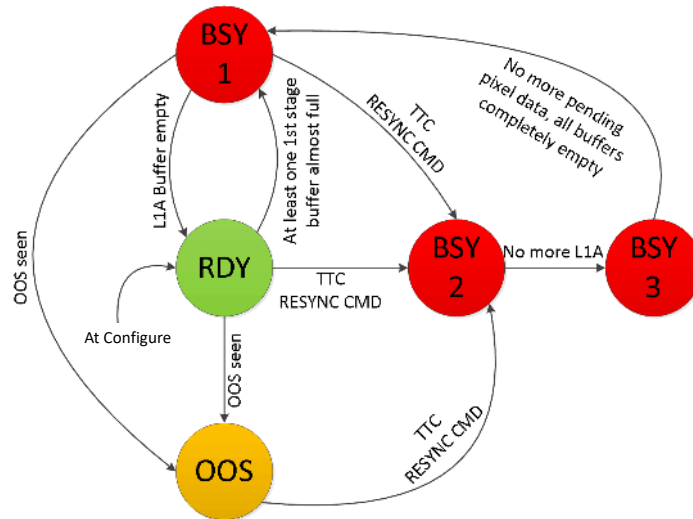 BSY
1
No more pending
pixel data, all buffers
completely empty
TTC
RESYNC CMD
L1A Buffer empty
At least one 1st stage
buffer almost full
OOS seen
RDY
TTC
RESYNC CMD
BSY
2
No more L1A
BSY
3
At Configure
OOS seen
OOS
TTC
RESYNC CMD